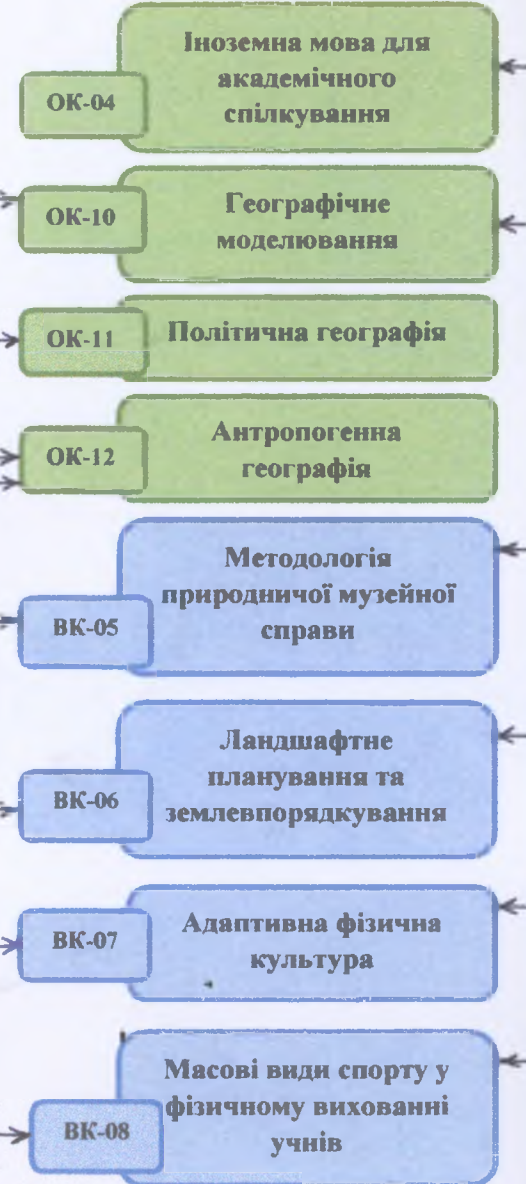 Іноземна мова для
академічного
спілкування
ОК-04
Географічне
моделювання
ОК-10
Політична географія
ОК-11
Антропогенна
географія
ОК-12
Методологія
природничої музейної
справи
ВК-05
Ландшафтне
планування та
землевпорядкування
ВК-06
Адаптивна фізична
культура
ВК-07
Масові види спорту у
фізичному вихованні
учнів
ВК-08